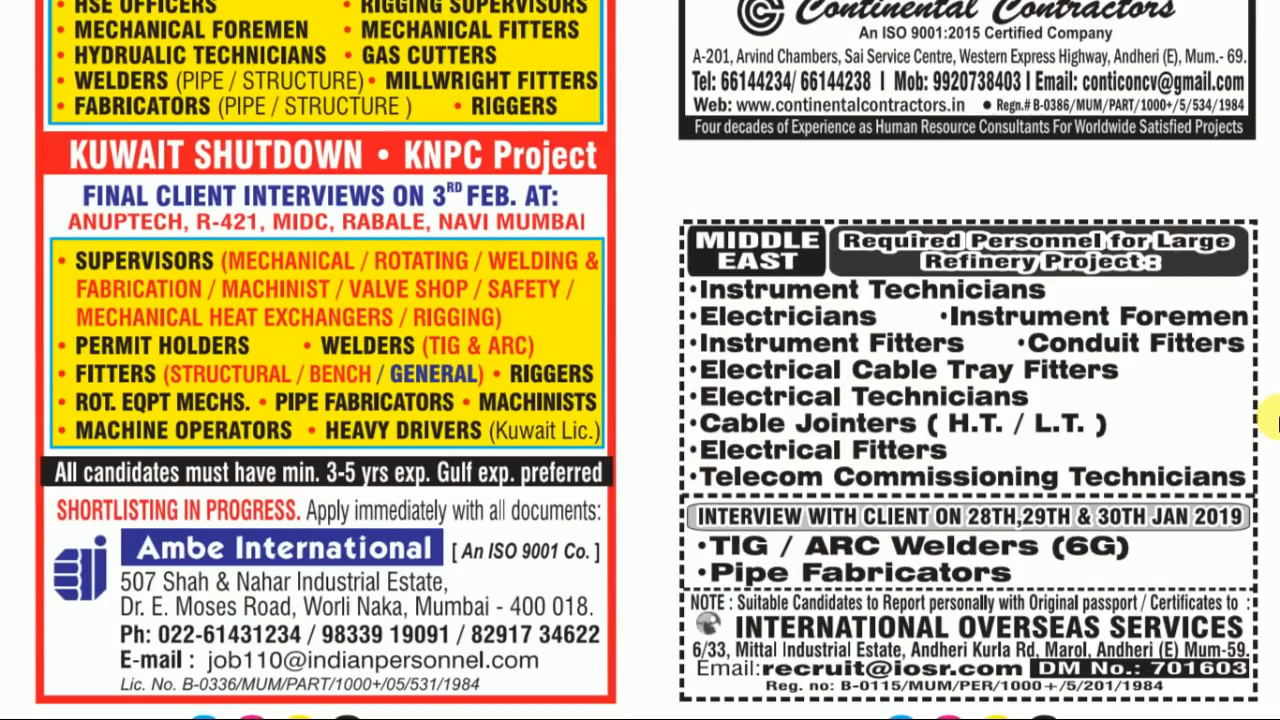 • HSE OFFICERS • RIGGING SUPERVISORS
• MECHANICAL FOREMEN • MECHANICAL FITTERS
• HYDRUALIC TECHNICIANS • GAS CUTTERS
• WELDERS (PIPE / STRUCTURE) • MILLWRIGHT FITTERS
• FABRICATORS (PIPE / STRUCTURE ) • RIGGERS
KUWAIT SHUTDOWN • KNPC Project
FINAL CLIENT INTERVIEWS ON 3RD FEB. AT:
ANUPTECH, R-421, MIDC, RABALE, NAVI MUMBAI
• SUPERVISORS (MECHANICAL / ROTATING / WELDING &
FABRICATION / MACHINIST / VALVE SHOP / SAFETY /
MECHANICAL HEAT EXCHANGERS / RIGGING)
• PERMIT HOLDERS • WELDERS (TIG & ARC)
• FITTERS (STRUCTURAL / BENCH / GENERAL) • RIGGERS
• ROT. EQPT MECHS. • PIPE FABRICATORS • MACHINISTS
• MACHINE OPERATORS • HEAVY DRIVERS (Kuwait Lic.)
All candidates must have min. 3-5 yrs exp. Gulf exp. preferred
SHORTLISTING IN PROGRESS. Apply immediately with all documents:
Ambe International [ An ISO 9001 Co. ]
507 Shah & Nahar Industrial Estate,
Dr. E. Moses Road, Worli Naka, Mumbai - 400 018.
Ph: 022-61431234 / 98339 19091 / 82917 34622
E-mail : job110@indianpersonnel.com
Lic. No. B-0336/MUM/PART/1000+/05/531/1984
Continental Contractors
An ISO 9001:2015 Certified Company
A-201, Arvind Chambers, Sai Service Centre, Western Express Highway, Andheri (E), Mum.- 69.
Tel: 66144234/ 66144238 I Mob: 9920738403 I Email: conticoncv@gmail.com
Web: www.continentalcontractors.in • Regn.# B-0386/MUM/PART/1000+/5/534/1984
Four decades of Experience as Human Resource Consultants For Worldwide Satisfied Projects
MIDDLE EAST
Required Personnel for Large
Refinery Project :
•Instrument Technicians
•Electricians •Instrument Foremen
•Instrument Fitters •Conduit Fitters
•Electrical Cable Tray Fitters
•Electrical Technicians
•Cable Jointers ( H.T. / L.T. )
•Electrical Fitters
•Telecom Commissioning Technicians
INTERVIEW WITH CLIENT ON 28TH,29TH & 30TH JAN 2019
•TIG / ARC Welders (6G)
•Pipe Fabricators
NOTE : Suitable Candidates to Report personally with Original passport / Certificates to :
INTERNATIONAL OVERSEAS SERVICES
6/33, Mittal Industrial Estate, Andheri Kurla Rd, Marol, Andheri (E) Mum-59.
Email:recruit@iosr.com DM No.: 701603
Reg. no: B-0115/MUM/PER/1000+/5/201/1984